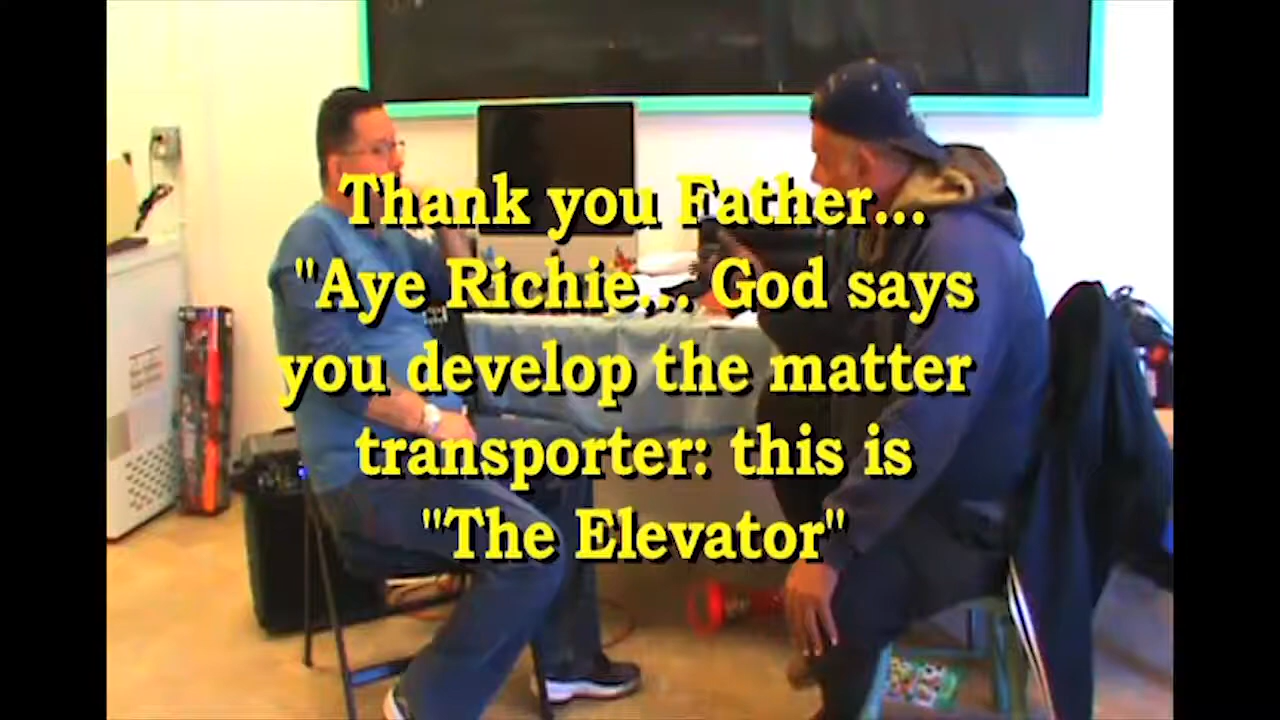 Thank you Father...
"Aye Richie... God says
you develop the matter
transporter: this is
"The Elevator"